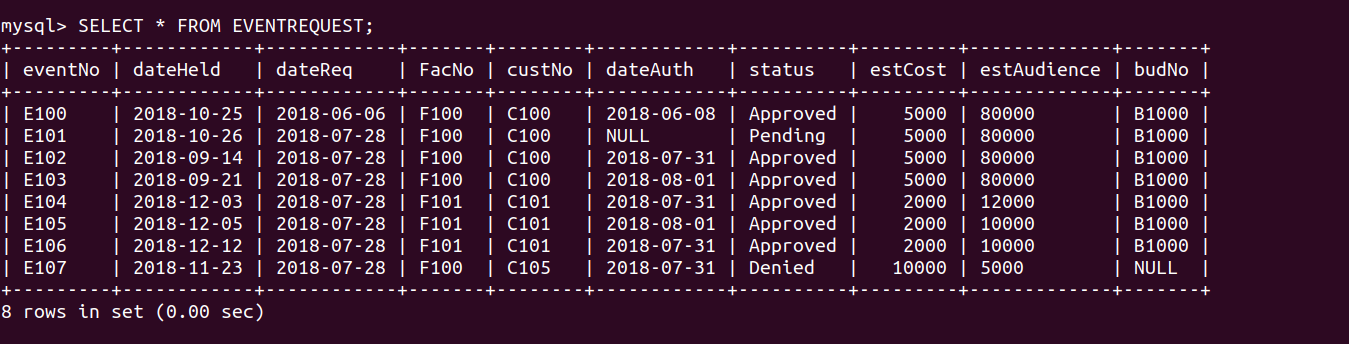 mysql> SELECT * FROM EVENTREQUEST;
+---------+------------+------------+-------+--------+------------+----------+---------+-------------+-------+
| eventNo | dateHeld   | dateReq    | FacNo | custNo | dateAuth   | status   | estCost | estAudience | budNo |
+---------+------------+------------+-------+--------+------------+----------+---------+-------------+-------+
| E100    | 2018-10-25 | 2018-06-06 | F100  | C100   | 2018-06-08 | Approved |    5000 | 80000       | B1000 |
| E101    | 2018-10-26 | 2018-07-28 | F100  | C100   | NULL       | Pending  |    5000 | 80000       | B1000 |
| E102    | 2018-09-14 | 2018-07-28 | F100  | C100   | 2018-07-31 | Approved |    5000 | 80000       | B1000 |
| E103    | 2018-09-21 | 2018-07-28 | F100  | C100   | 2018-08-01 | Approved |    5000 | 80000       | B1000 |
| E104    | 2018-12-03 | 2018-07-28 | F101  | C101   | 2018-07-31 | Approved |    2000 | 12000       | B1000 |
| E105    | 2018-12-05 | 2018-07-28 | F101  | C101   | 2018-08-01 | Approved |    2000 | 10000       | B1000 |
| E106    | 2018-12-12 | 2018-07-28 | F101  | C101   | 2018-07-31 | Approved |    2000 | 10000       | B1000 |
| E107    | 2018-11-23 | 2018-07-28 | F100  | C105   | 2018-07-31 | Denied   |   10000 | 5000        | NULL  |
+---------+------------+------------+-------+--------+------------+----------+---------+-------------+-------+
8 rows in set (0.00 sec)